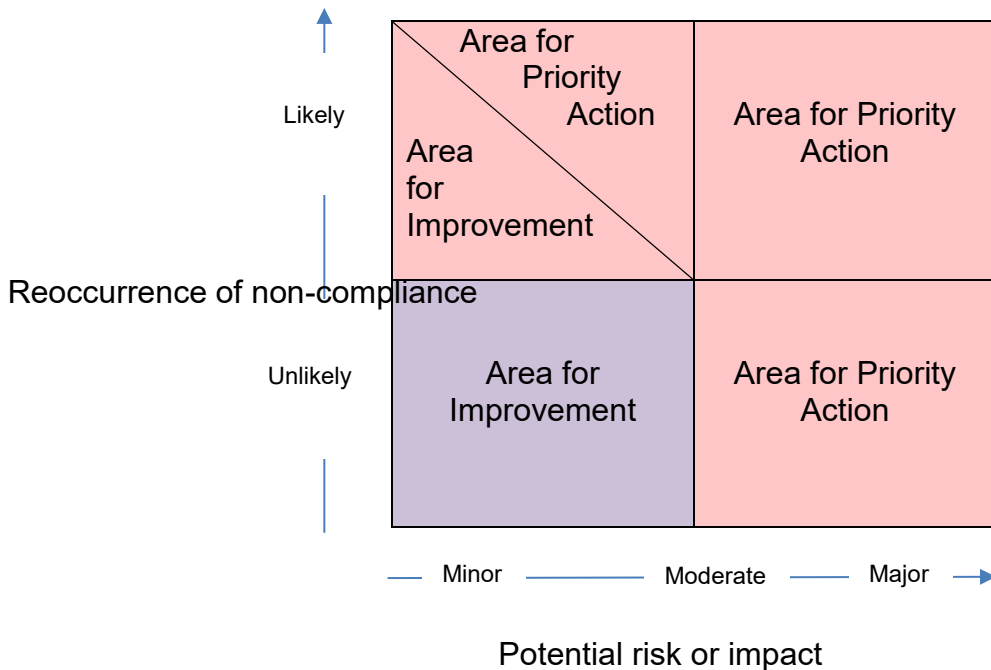 Area for
Priority
Action
Area for Priority
Action
Likely
Area
for
Improvement
Reoccurrence of non-compliance
Unlikely
Area for
Improvement
Area for Priority
Action
Minor
Moderate
Major
Potential risk or impact